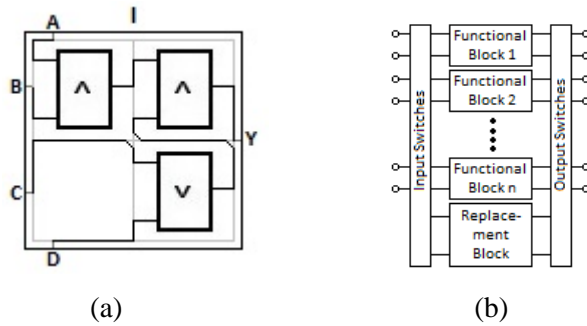 A
I
B
C
D
Y
^
^
v
(a)
Input Switches
Functional
Block 1
Functional
Block 2
Functional
Block n
Replace-
ment
Block
Output Switches
(b)